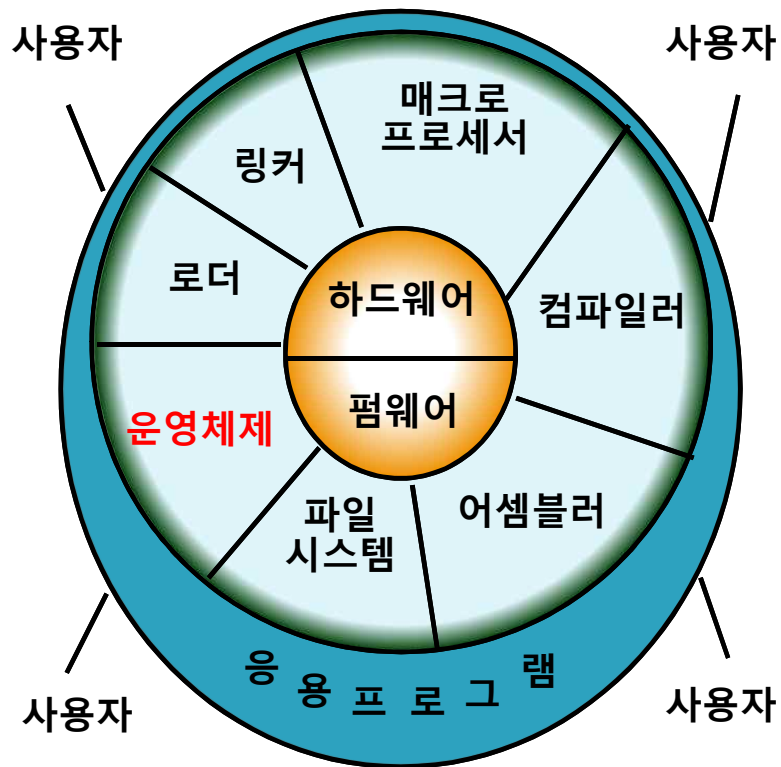 사용자
사용자
매크로
프로세서
링커
로더
하드웨어
컴파일러
펌웨어
운영체제
파일
시스템
어셈블러
응용프로그램
사용자
사용자